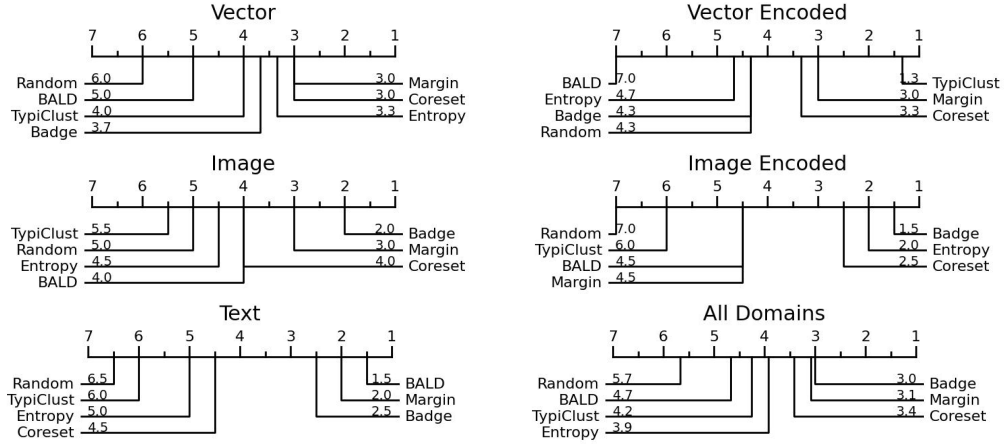 Vector
7 6 5 4 3 2 1
Random 6.0 3.0 Margin
BALD 5.0 3.0 Coreset
TypiClust 4.0 3.3 Entropy
Badge 3.7
Vector Encoded
7 6 5 4 3 2 1
BALD 7.0 1.3 TypiClust
Entropy 4.7 3.0 Margin
Badge 4.3 3.3 Coreset
Random 4.3
Image
7 6 5 4 3 2 1
TypiClust 5.5 2.0 Badge
Random 5.0 3.0 Margin
Entropy 4.5 4.0 Coreset
BALD 4.0
Image Encoded
7 6 5 4 3 2 1
Random 7.0 1.5 Badge
TypiClust 6.0 2.0 Entropy
BALD 4.5 2.5 Coreset
Margin 4.5
Text
7 6 5 4 3 2 1
Random 6.5 1.5 BALD
TypiClust 6.0 2.0 Margin
Entropy 5.0 2.5 Badge
Coreset 4.5
All Domains
7 6 5 4 3 2 1
Random 5.7 3.0 Badge
BALD 4.7 3.1 Margin
TypiClust 4.2 3.4 Coreset
Entropy 3.9